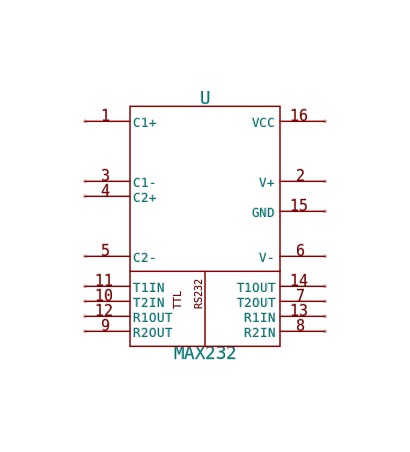 U
1 C1+ VCC 16
3 C1- V+ 2
4 C2+
GND 15
5 C2- V- 6
11 T1IN T1OUT 14
10 T2IN T2OUT 7
12 R1OUT R1IN 13
9 R2OUT R2IN 8
TTL
RS232
MAX232